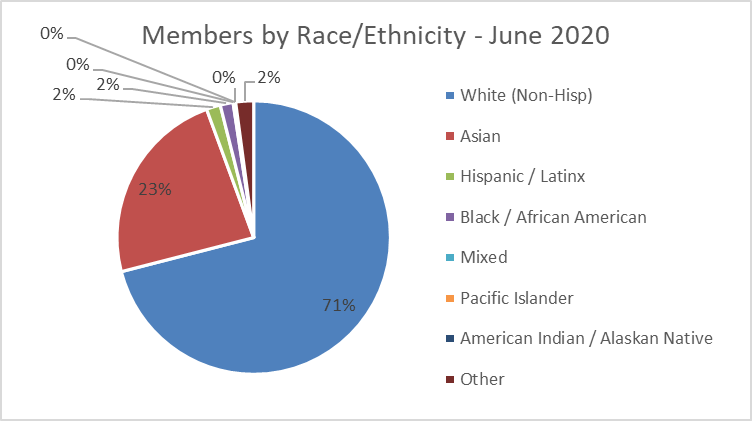 Members by Race/Ethnicity - June 2020
0%
0%
2%
2%
0%
2%
23%
71%
White (Non-Hisp)
Asian
Hispanic / Latinx
Black / African American
Mixed
Pacific Islander
American Indian / Alaskan Native
Other